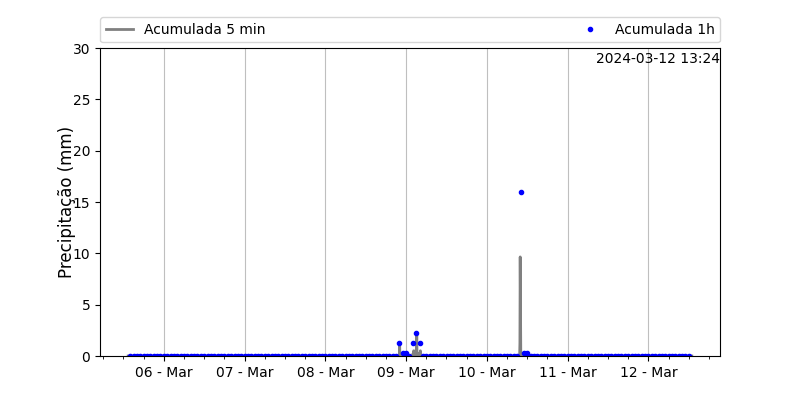 Acumulada 5 min
Acumulada 1h
2024-03-12 13:24
Precipitação (mm)
30
25
20
15
10
5
0
06 - Mar
07 - Mar
08 - Mar
09 - Mar
10 - Mar
11 - Mar
12 - Mar